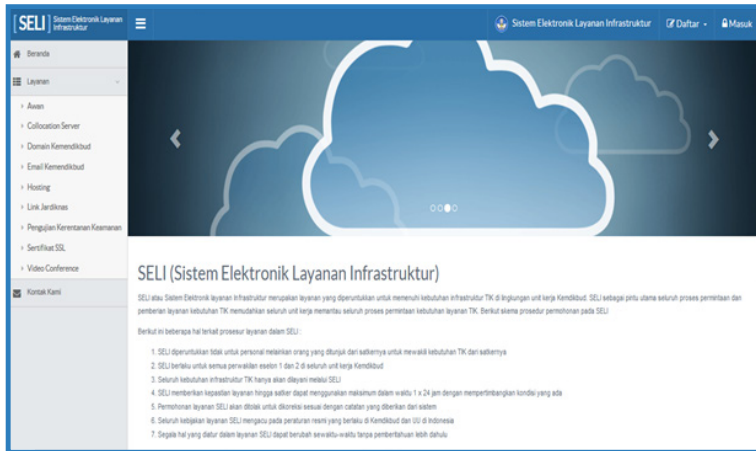 [SELI] Sistem Elektronik Layanan
Infrastruktur
Sistem Elektronik Layanan Infrastruktur
Daftar
Masuk
Beranda
Layanan
Awan
Collocation Server
Domain Kemendikbud
Email Kemendikbud
Hosting
Link Jardiknas
Pengujian Kerentanan Keamanan
Sertifikat SSL
Video Conference
Kontak Kami
SELI (Sistem Elektronik Layanan Infrastruktur)
SELI atau Sistem Elektronik layanan Infrastruktur merupakan layanan yang diperuntukkan untuk memenuhi kebutuhan infrastruktur TIK di lingkungan unit kerja Kemdikbud. SELI sebagai pintu utama seluruh proses permintaan dan
pemberian layanan kebutuhan TIK memudahkan seluruh unit kerja memantau seluruh proses permintaan kebutuhan layanan TIK. Berikut skema prosedur permohonan pada SELI
Berikut ini beberapa hal terkait prosesur layanan dalam SELI :
1. SELI diperuntukkan tidak untuk personal melainkan orang yang ditunjuk dari satkernya untuk mewakili kebutuhan TIK dari satkernya
2. SELI berlaku untuk semua perwakilan eselon 1 dan 2 di seluruh unit kerja Kemdikbud
3. Seluruh kebutuhan infrastruktur TIK hanya akan dilayani melalui SELI
4. SELI memberikan kepastian layanan hingga satker dapat menggunakan maksimum dalam waktu 1 x 24 jam dengan mempertimbangkan kondisi yang ada
5. Permohonan layanan SELI akan ditolak untuk dikoreksi sesuai dengan catatan yang diberikan dari sistem
6. Seluruh kebijakan layanan SELI mengacu pada peraturan resmi yang berlaku di Kemdikbud dan UU di Indonesia
7. Segala hal yang diatur dalam layanan SELI dapat berubah sewaktu-waktu tanpa pemberitahuan lebih dahulu